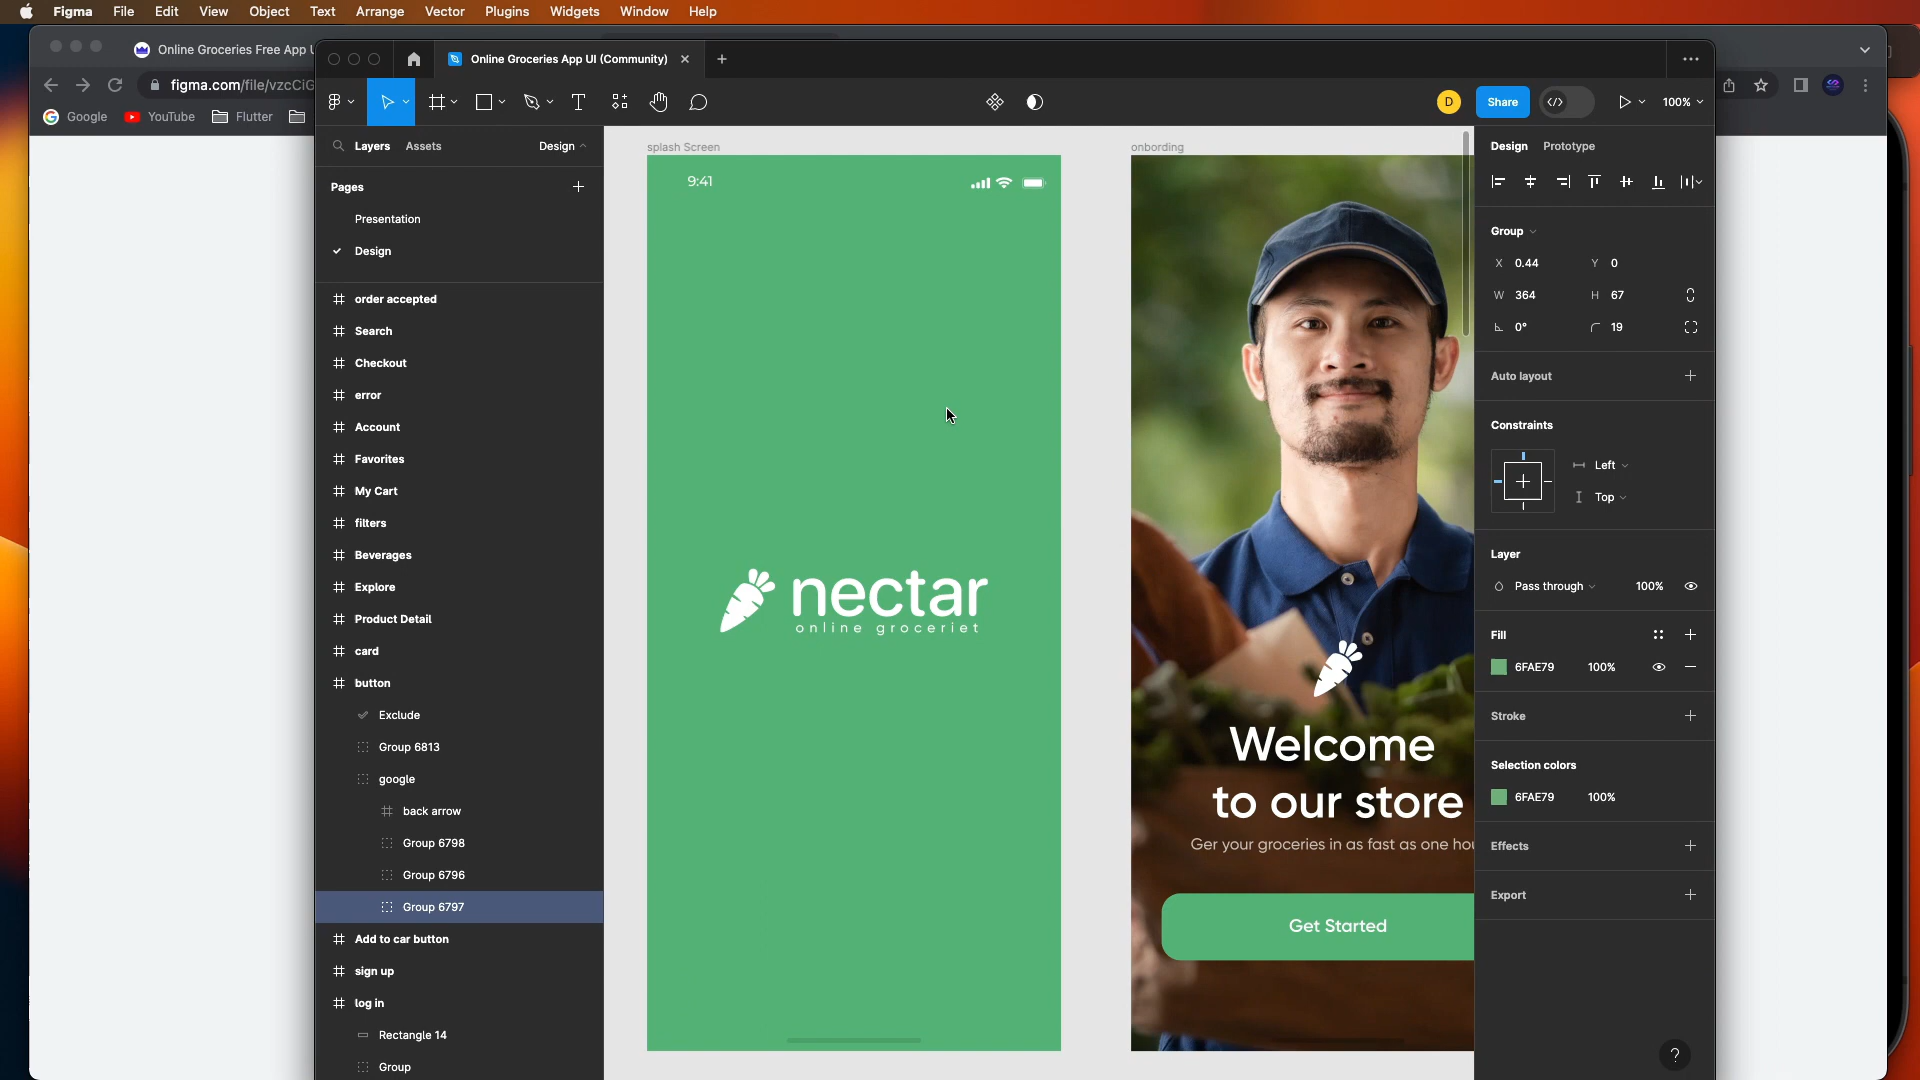 Figma File Edit View Object Text Arrange Vector Plugins Widgets Window Help
Online Groceries Free App U
Online Groceries App UI (Community)
figma.com/file/vzcCiG
Google YouTube Flutter
D
Share
100%
Layers Assets Design
Pages
Presentation
Design
order accepted
Search
Checkout
error
Account
Favorites
My Cart
filters
Beverages
Explore
Product Detail
card
button
Exclude
Group 6813
google
back arrow
Group 6798
Group 6796
Group 6797
Add to car button
sign up
log in
Rectangle 14
Group
splash Screen
9:41
nectar
online groceriet
onbording
Welcome
to our store
Ger your groceries in as fast as one hou
Get Started
Design Prototype
Group
X 0.44 Y 0
W 364 H 67
0° 19
Auto layout
Constraints
Left
Top
Layer
Pass through 100%
Fill
6FAE79 100%
Stroke
Selection colors
6FAE79 100%
Effects
Export
?